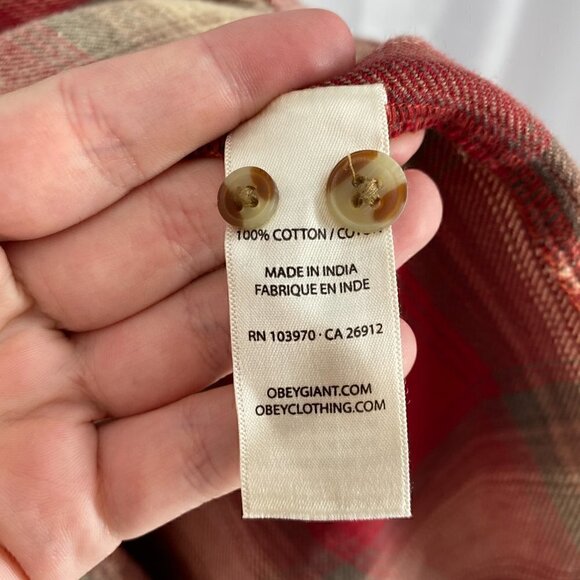 100% COTTON /
MADE IN INDIA
FABRIQUE EN INDE
RN 103970 · CA 26912
OBEYGIANT.COM
OBEYCLOTHING.COM